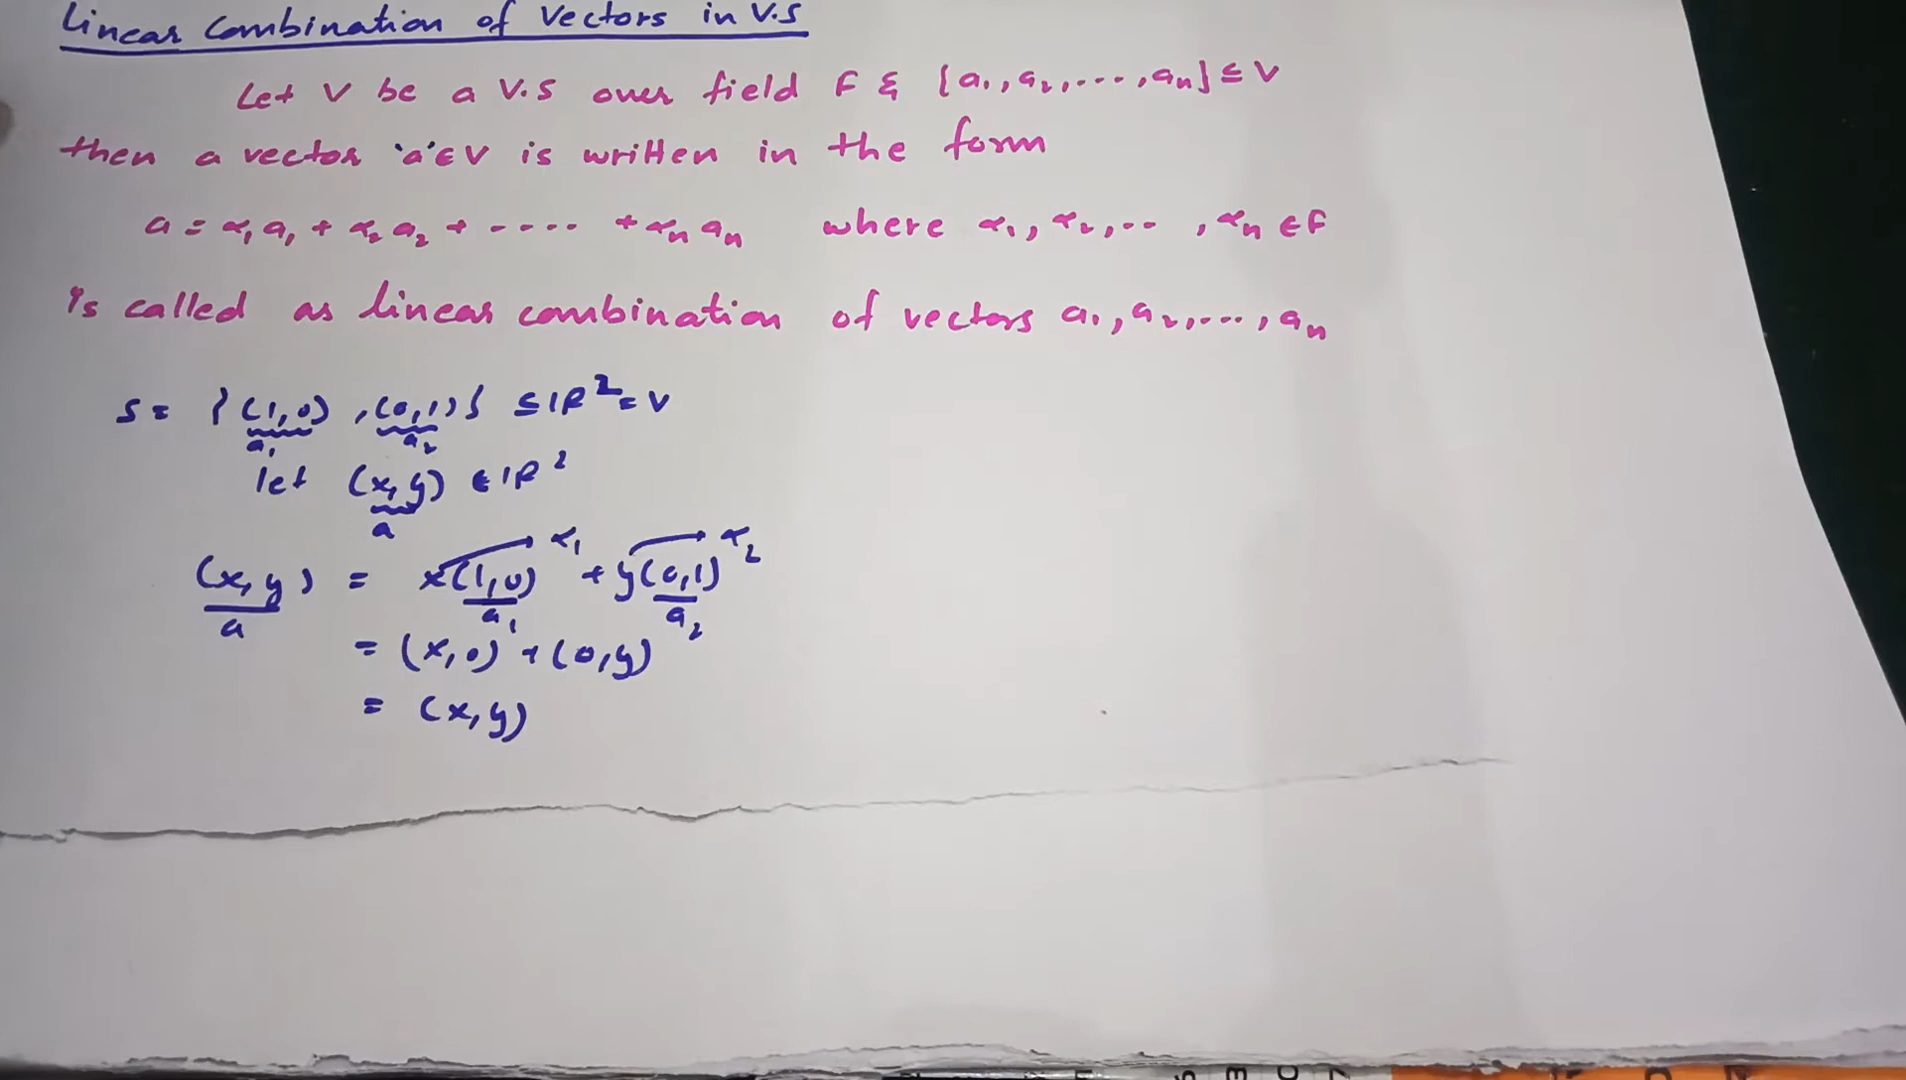 Linear Combination of Vectors in V.S
Let V be a V.S over field F & {a₁, a₂, ...., aₙ} ⊆ V
then a vector 'a' ∈ V is written in the form
a = α₁a₁ + α₂a₂ + ---- + αₙaₙ where α₁, α₂, .. , αₙ ∈ F
is called as linear combination of vectors a₁, a₂, ..., aₙ
S = {(1,0), (0,1)} ⊆ ℝ² = V
a₁ a₂
let (x,y) ∈ ℝ²
a
α₁ α₂
(x,y) = x(1,0) + y(0,1)
a a₁ a₂
= (x,0) + (0,y)
= (x,y)